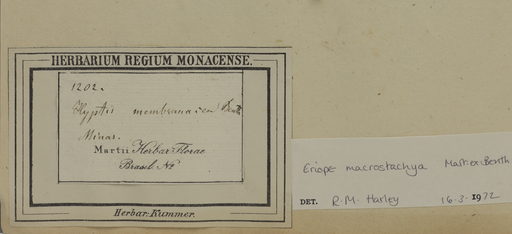 HERBARIUM REGIUM MONACENSE.
1202.
Hyptis membranacea Benth
Minas.
Martii Herbar. Florae
Brasil. No
Herbar. Kummer.
Eriope macrostachya Mart. ex Benth
DET. R. M. Harley 16.3.1972